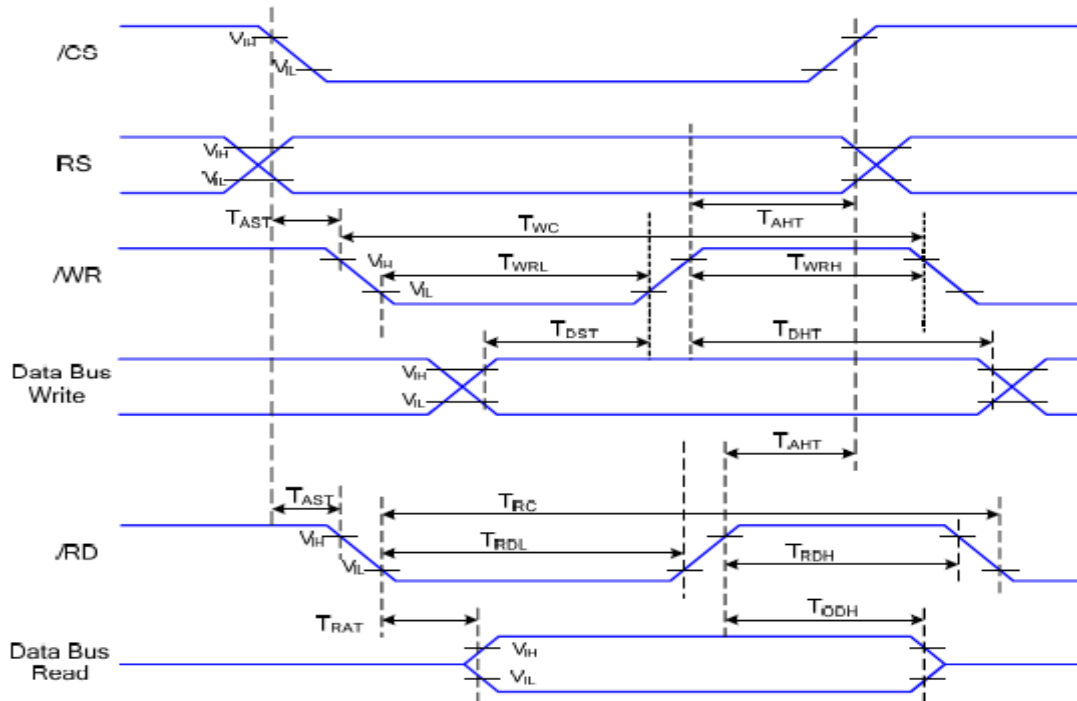 /CS
VIH
VIL
RS
VIH
VIL
TAST
TWC
TAHT
/WR
VIH
VIL
TWRL
TWRH
TDST
TDHT
Data Bus
Write
VIH
VIL
TAHT
TAST
TRC
/RD
VIH
VIL
TRDL
TRDH
TRAT
TODH
Data Bus
Read
VIH
VIL